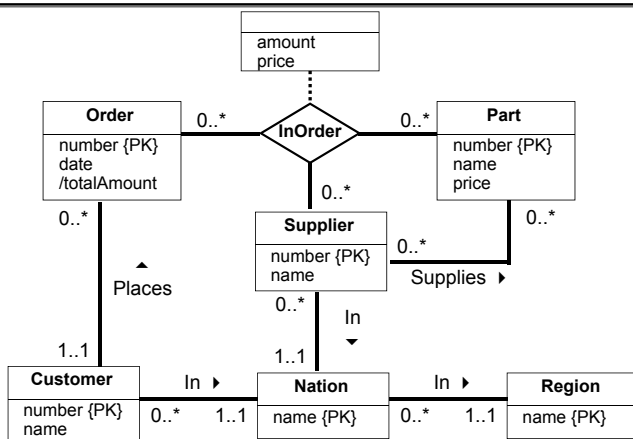 amount
price
Order
number {PK}
date
/totalAmount
0..*
InOrder
0..*
Part
number {PK}
name
price
0..*
0..*
Supplier
number {PK}
name
0..*
0..*
Supplies
Places
0..*
In
1..1
1..1
Customer
number {PK}
name
In
0..*
1..1
Nation
name {PK}
In
0..*
1..1
Region
name {PK}